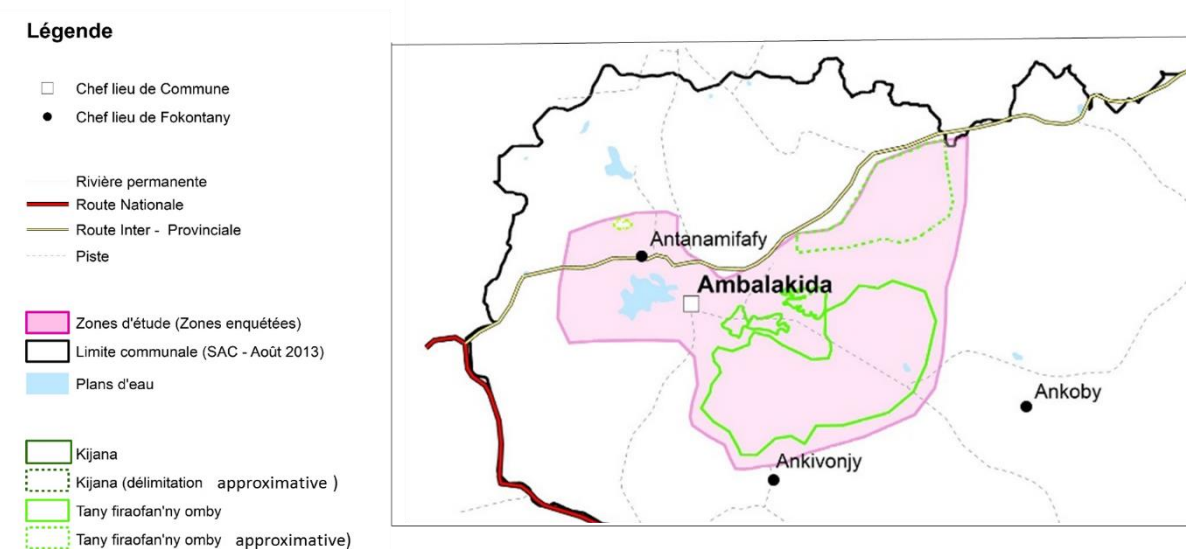 Légende
Chef lieu de Commune
Chef lieu de Fokontany
Rivière permanente
Route Nationale
Route Inter - Provinciale
Piste
Zones d'étude (Zones enquétées)
Limite communale (SAC - Août 2013)
Plans d'eau
Kijana
Kijana (délimitation approximative )
Tany firaofan'ny omby
Tany firaofan'ny omby approximative)
Antanamifafy
Ambalakida
Ankoby
Ankivonjy